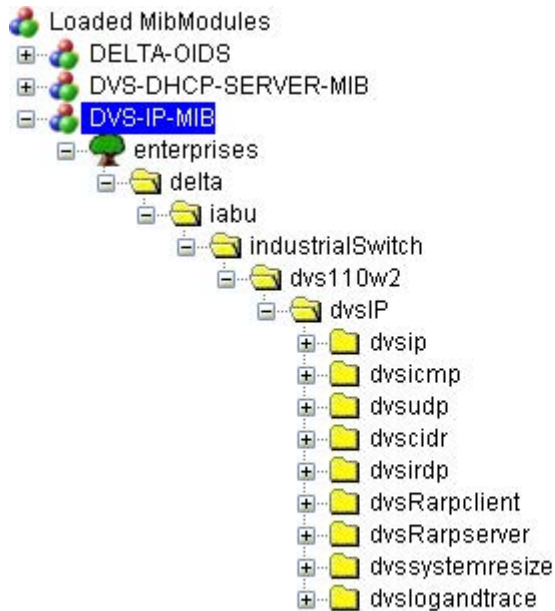 Loaded MibModules
DELTA-OIDS
DVS-DHCP-SERVER-MIB
DVS-IP-MIB
enterprises
delta
iabu
industrialSwitch
dvs110w2
dvsIP
dvsip
dvsicmp
dvsudp
dvscidr
dvsirdp
dvsRarpclient
dvsRarpserver
dvssystemresize
dvslogandtrace